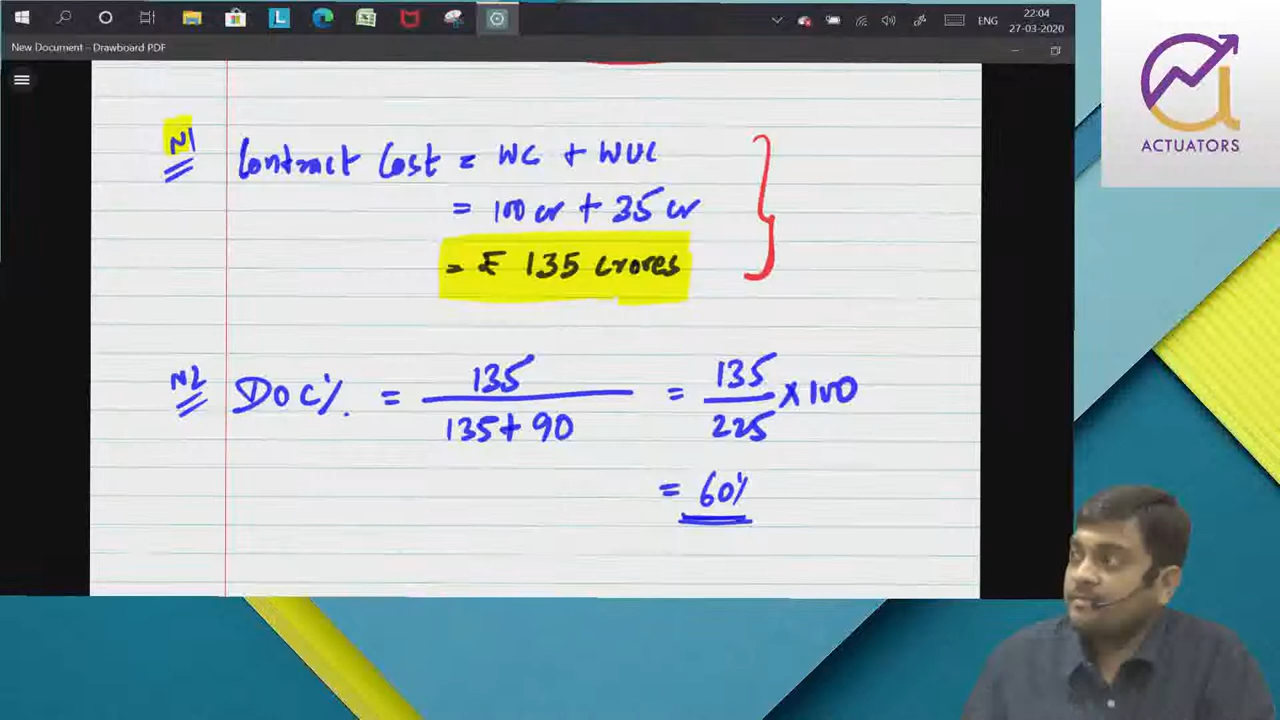 22:04
ENG
27-03-2020
New Document – Drawboard PDF
ACTUATORS
N1 Contract Cost = WC + WUC
= 100 cr + 35 cr
= ₹ 135 crores
N2 DOC% = 135 / 135 + 90 = 135 / 225 × 100
= 60%